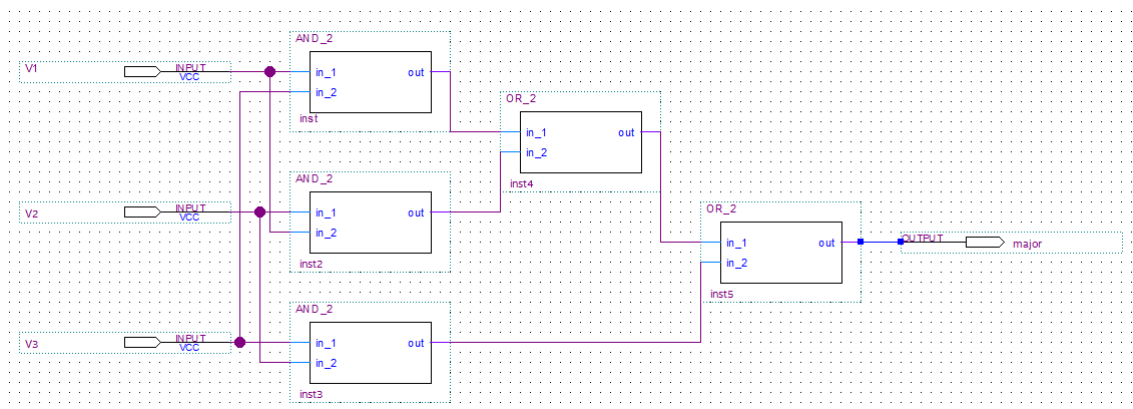 AND_2
V1
INPUT
VCC
in_1
out
in_2
inst
OR_2
in_1
out
in_2
inst4
AND_2
V2
INPUT
VCC
in_1
out
in_2
inst2
OR_2
in_1
out
in_2
inst5
OUTPUT
major
AND_2
V3
INPUT
VCC
in_1
out
in_2
inst3